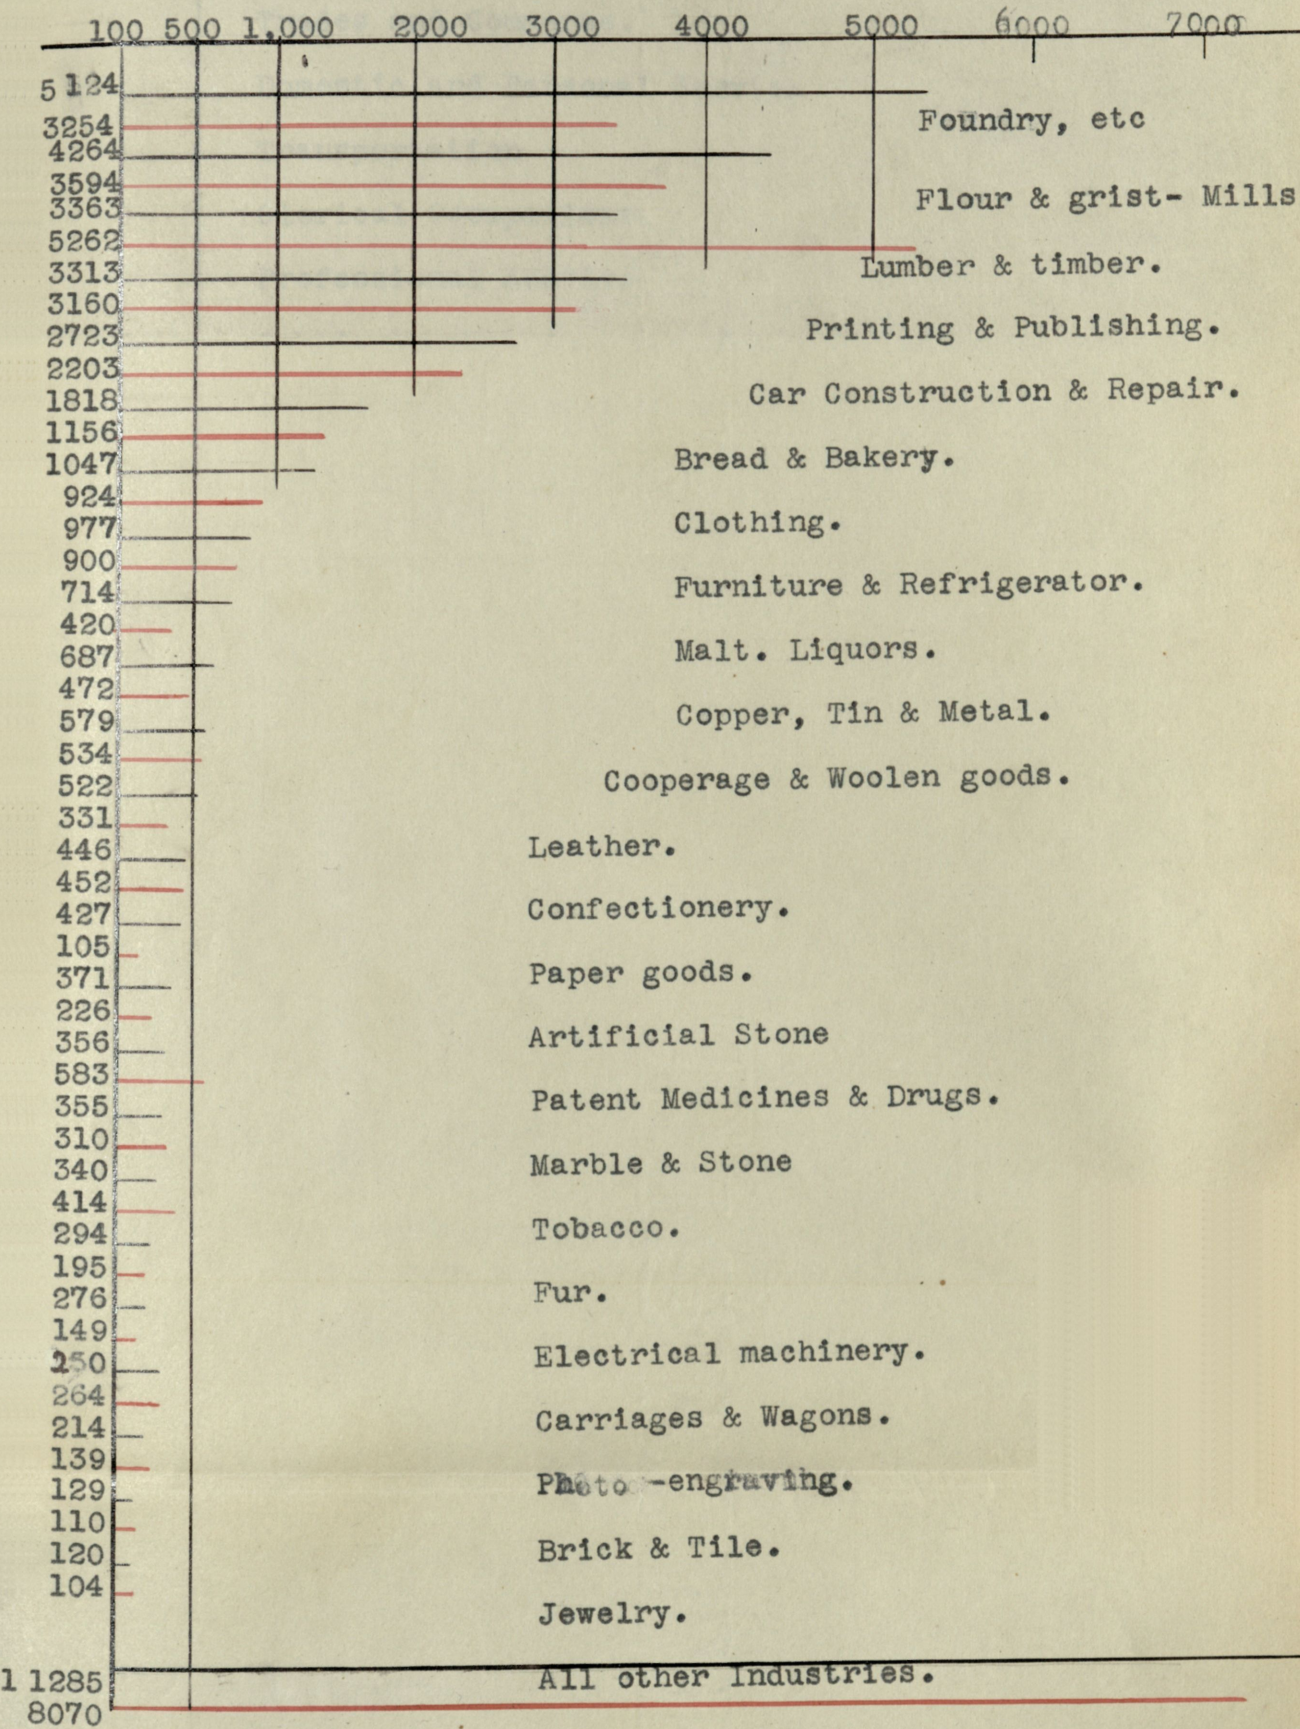 100 500 1,000 2000 3000 4000 5000 6000 7000
5 124
3254 Foundry, etc
4264
3594
3363 Flour & grist- Mills
5262
3313 Lumber & timber.
3160
2723 Printing & Publishing.
2203
1818 Car Construction & Repair.
1156
1047 Bread & Bakery.
924
977 Clothing.
900
714 Furniture & Refrigerator.
420
687 Malt. Liquors.
472
579 Copper, Tin & Metal.
534
522 Cooperage & Woolen goods.
331
446 Leather.
452
427 Confectionery.
105
371 Paper goods.
226
356 Artificial Stone
583
355 Patent Medicines & Drugs.
310
340 Marble & Stone
414
294 Tobacco.
195
276 Fur.
149
250 Electrical machinery.
264
214 Carriages & Wagons.
139
129 Photo -engraving.
110
120 Brick & Tile.
104
Jewelry.
1 1285 All other Industries.
8070